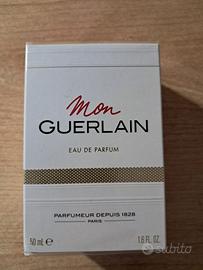 Mon
GUERLAIN
EAU DE PARFUM
PARFUMEUR DEPUIS 1828
PARIS
50 mL e 1.6 FL. OZ.
subito